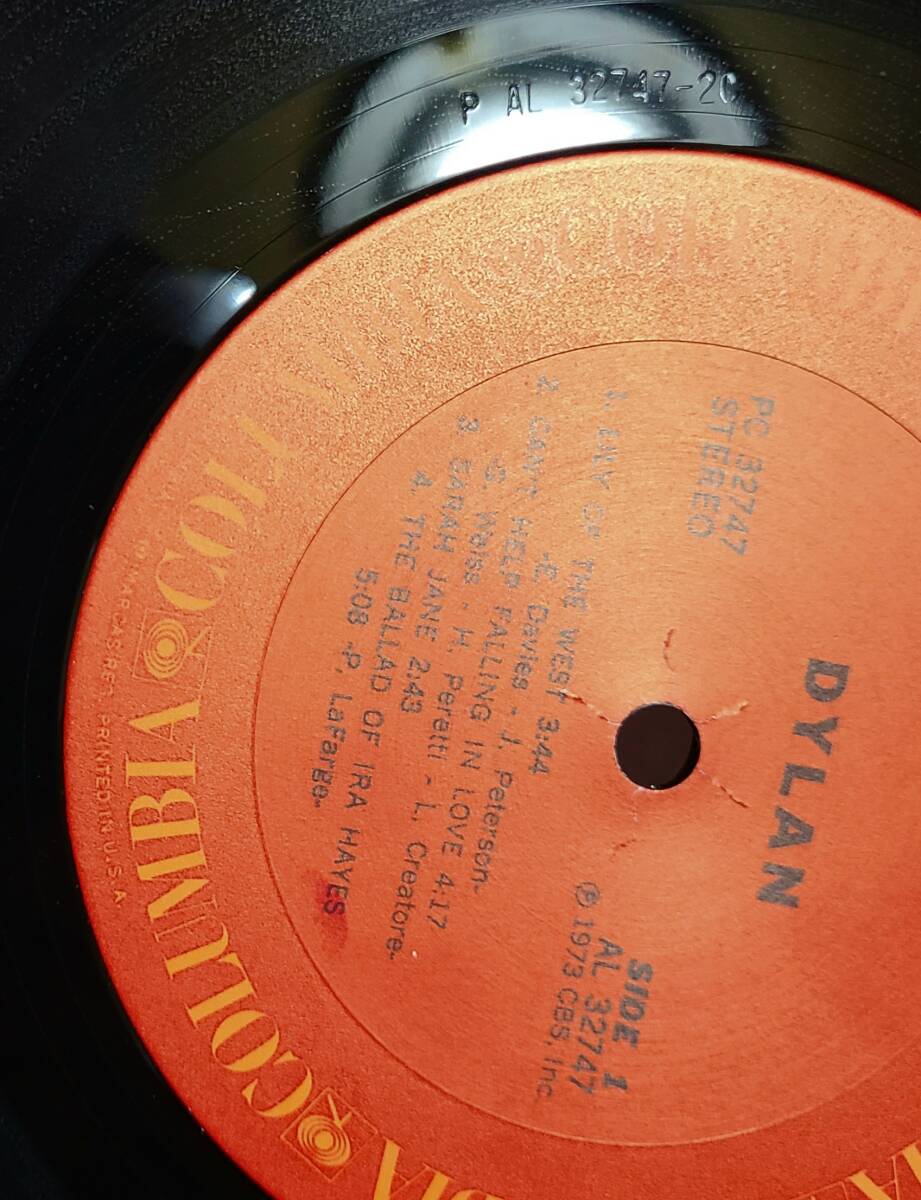 P AL 32747-2C
DYLAN
PC 32747
STEREO
SIDE 1
AL 32747
℗ 1973 CBS, Inc.
1. LILY OF THE WEST 3:44
-E. Davies - J. Peterson-
2. CAN'T HELP FALLING IN LOVE 4:17
-G. Weiss - H. Peretti - L. Creatore-
3. SARAH JANE 2:43
4. THE BALLAD OF IRA HAYES
5:08 -P. LaFarge-
COLUMBIA
COLUMBIA
MARCAS REG. PRINTED IN U.S.A.